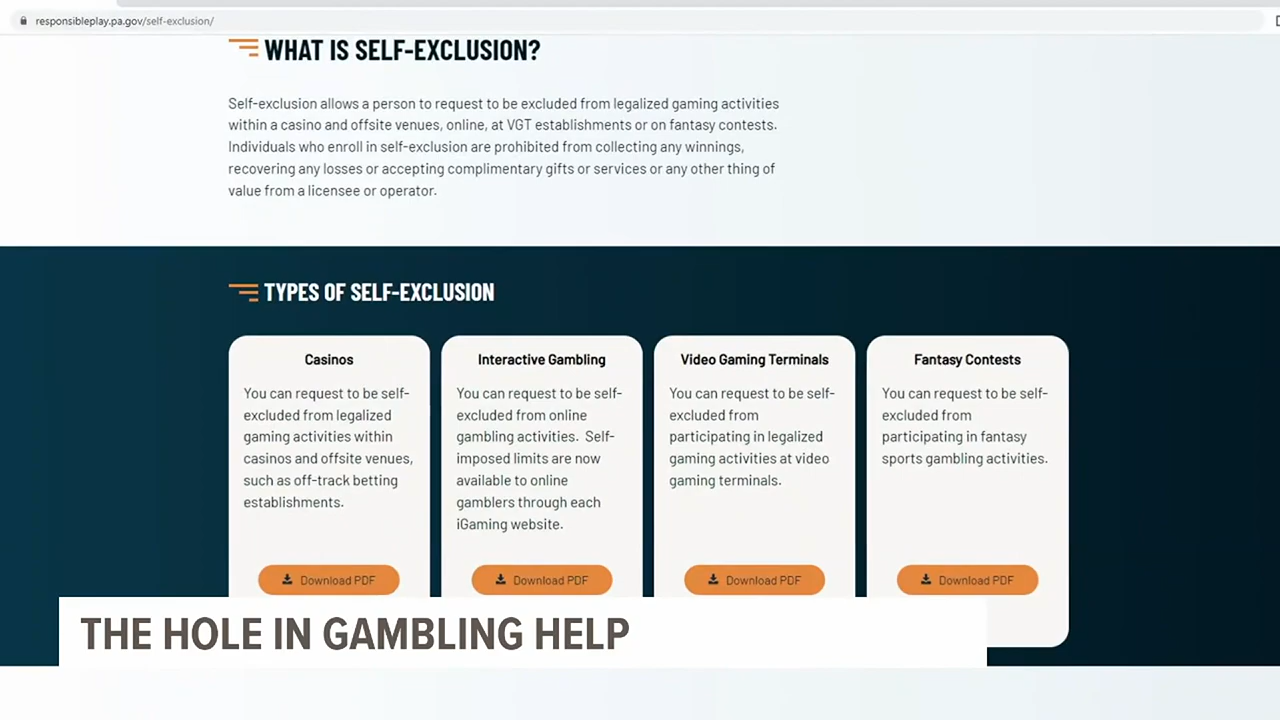 responsibleplay.pa.gov/self-exclusion/
WHAT IS SELF-EXCLUSION?
Self-exclusion allows a person to request to be excluded from legalized gaming activities
within a casino and offsite venues, online, at VGT establishments or on fantasy contests.
Individuals who enroll in self-exclusion are prohibited from collecting any winnings,
recovering any losses or accepting complimentary gifts or services or any other thing of
value from a licensee or operator.
TYPES OF SELF-EXCLUSION
Casinos
You can request to be self-
excluded from legalized
gaming activities within
casinos and offsite venues,
such as off-track betting
establishments.
Download PDF
Interactive Gambling
You can request to be self-
excluded from online
gambling activities.  Self-
imposed limits are now
available to online
gamblers through each
iGaming website.
Download PDF
Video Gaming Terminals
You can request to be self-
excluded from
participating in legalized
gaming activities at video
gaming terminals.
Download PDF
Fantasy Contests
You can request to be self-
excluded from
participating in fantasy
sports gambling activities.
Download PDF
THE HOLE IN GAMBLING HELP